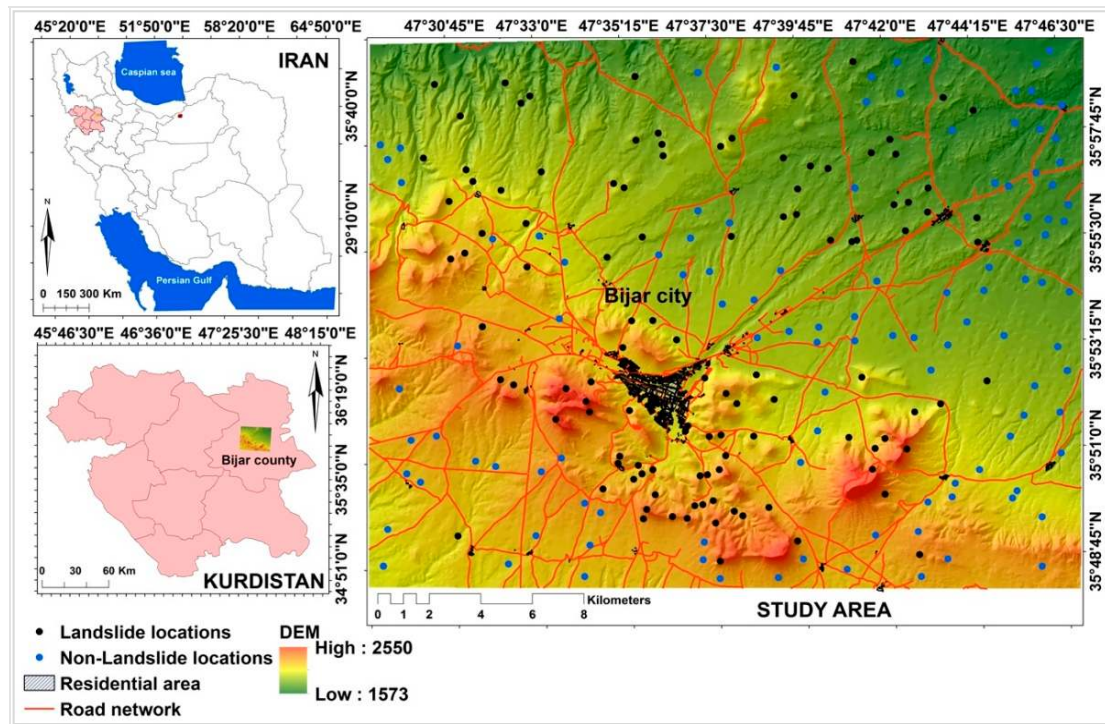 45°20'0"E 51°50'0"E 58°20'0"E 64°50'0"E
IRAN
Caspian sea
Persian Gulf
N
0 150 300 Km
35°40'0"N
29°10'0"N
45°46'30"E 46°36'0"E 47°25'30"E 48°15'0"E
N
Bijar county
0 30 60 Km
KURDISTAN
36°19'0"N
35°35'0"N
34°51'0"N
47°30'45"E 47°33'0"E 47°35'15"E 47°37'30"E 47°39'45"E 47°42'0"E 47°44'15"E 47°46'30"E
Bijar city
35°57'45"N
35°55'30"N
35°53'15"N
35°51'0"N
35°48'45"N
Kilometers
0 1 2 4 6 8
STUDY AREA
Landslide locations
Non-Landslide locations
Residential area
Road network
DEM
High : 2550
Low : 1573